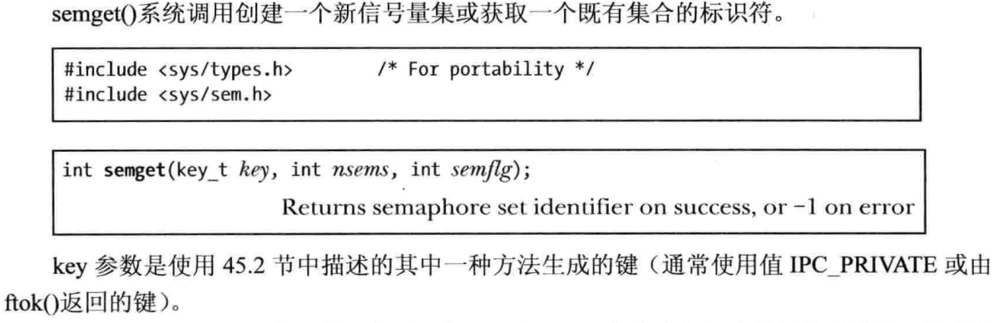 semget()系统调用创建一个新信号量集或获取一个既有集合的标识符。
#include <sys/types.h>        /* For portability */
#include <sys/sem.h>
int semget(key_t key, int nsems, int semflg);
Returns semaphore set identifier on success, or −1 on error
key 参数是使用 45.2 节中描述的其中一种方法生成的键（通常使用值 IPC_PRIVATE 或由
ftok()返回的键）。